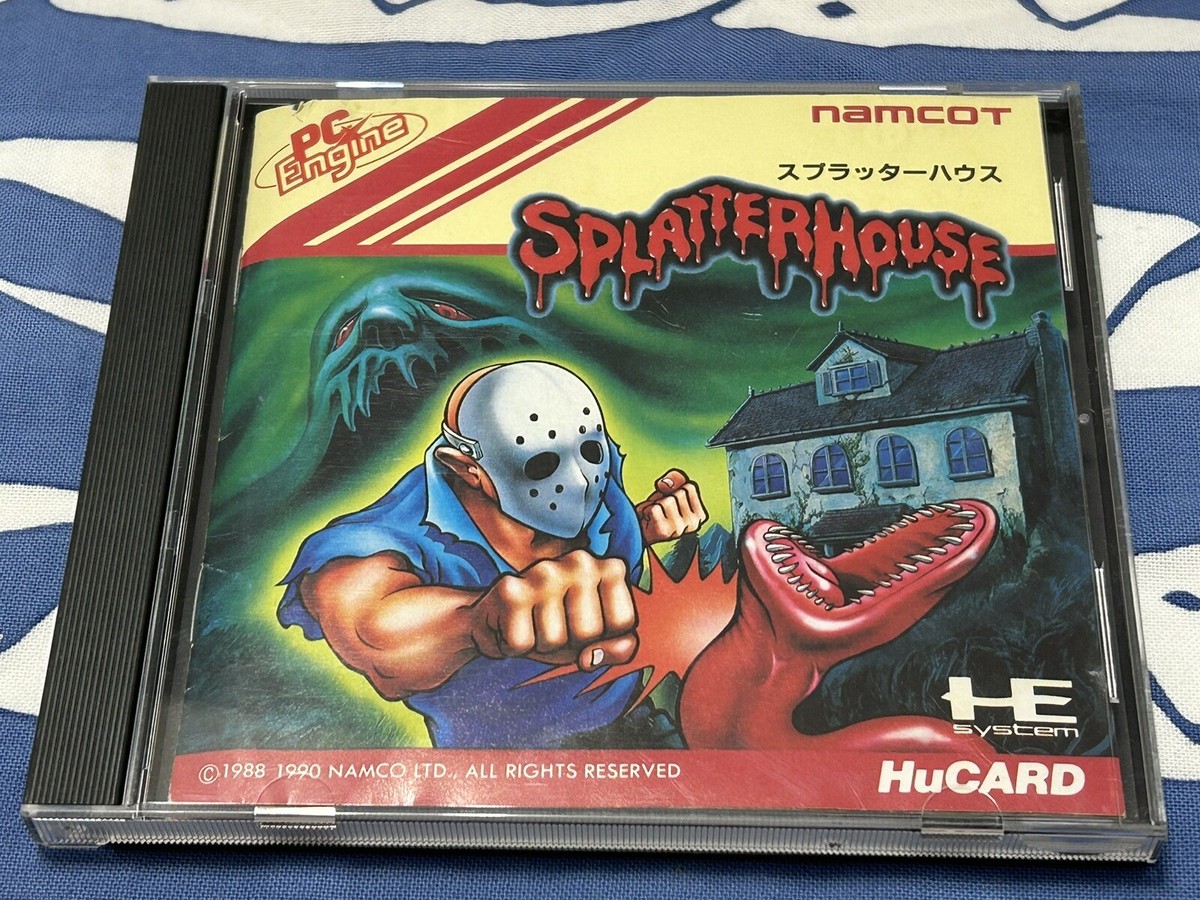 PC Engine
namcoT
スプラッターハウス
SPLATTERHOUSE
HE
system
©1988 1990 NAMCO LTD., ALL RIGHTS RESERVED
HuCARD